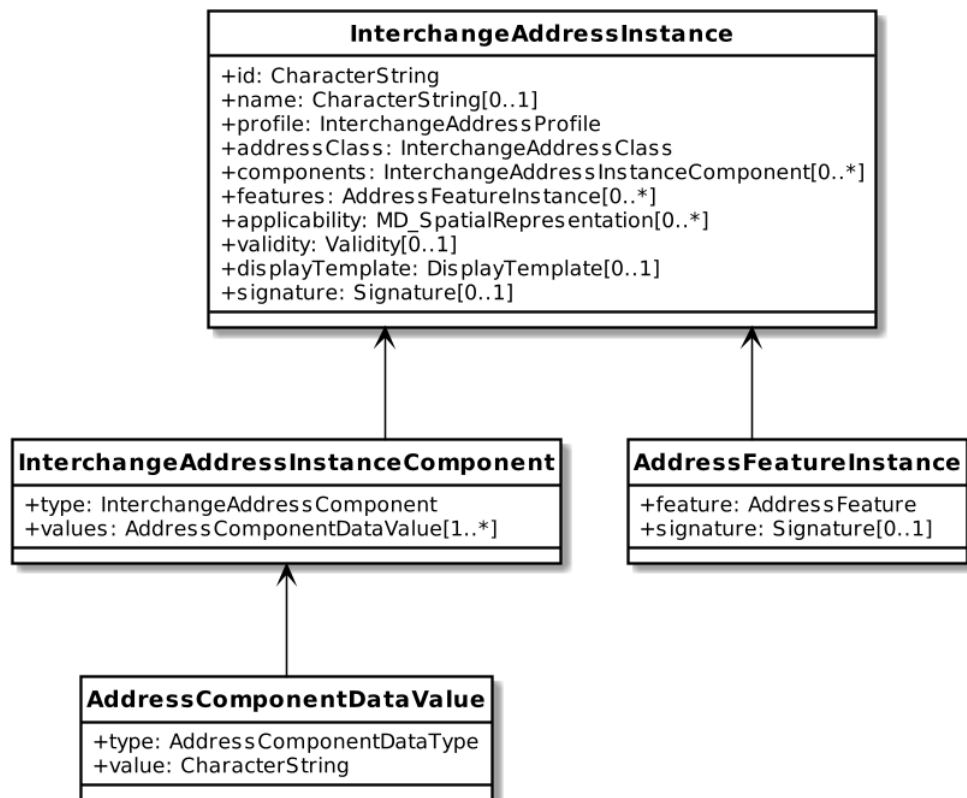 InterchangeAddressInstance
+id: CharacterString
+name: CharacterString[0..1]
+profile: InterchangeAddressProfile
+addressClass: InterchangeAddressClass
+components: InterchangeAddressInstanceComponent[0..*]
+features: AddressFeatureInstance[0..*]
+applicability: MD_SpatialRepresentation[0..*]
+validity: Validity[0..1]
+displayTemplate: DisplayTemplate[0..1]
+signature: Signature[0..1]
InterchangeAddressInstanceComponent
+type: InterchangeAddressComponent
+values: AddressComponentDataValue[1..*]
AddressFeatureInstance
+feature: AddressFeature
+signature: Signature[0..1]
AddressComponentDataValue
+type: AddressComponentDataType
+value: CharacterString